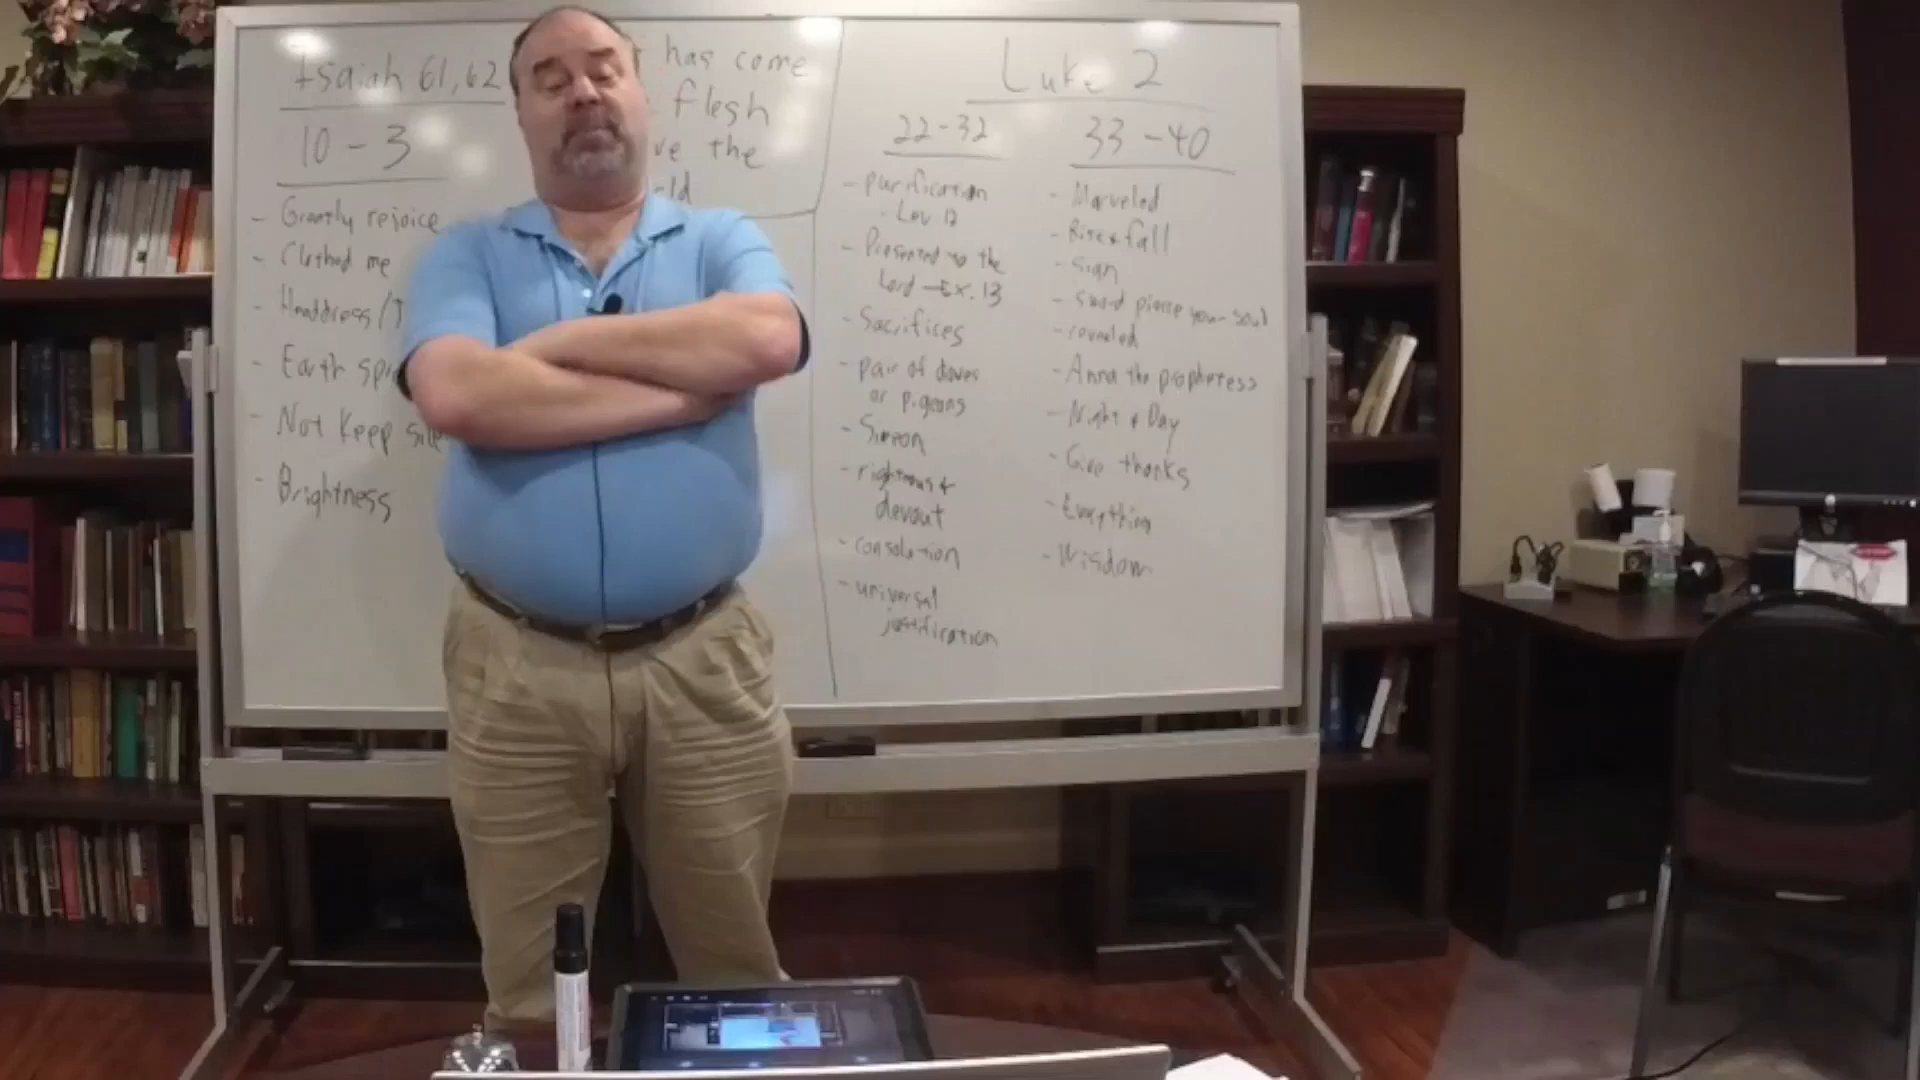 Isaiah 61,62
10 - 3
- Greatly rejoice
- Clothed me
- Headdress/
- Earth
- Not Keep
- Brightness
has come
flesh
the
Luke 2
22-32
- purification
- Lev 12
- Presented to the
Lord - Ex. 13
- Sacrifices
- pair of doves
or pigeons
- Simeon
- righteous &
devout
- consolation
- universal
justification
33-40
- Marveled
- Rise & fall
- Sign
- sword pierce your soul
- revealed
- Anna the prophetess
- Night & Day
- Give thanks
- Everything
- Wisdom